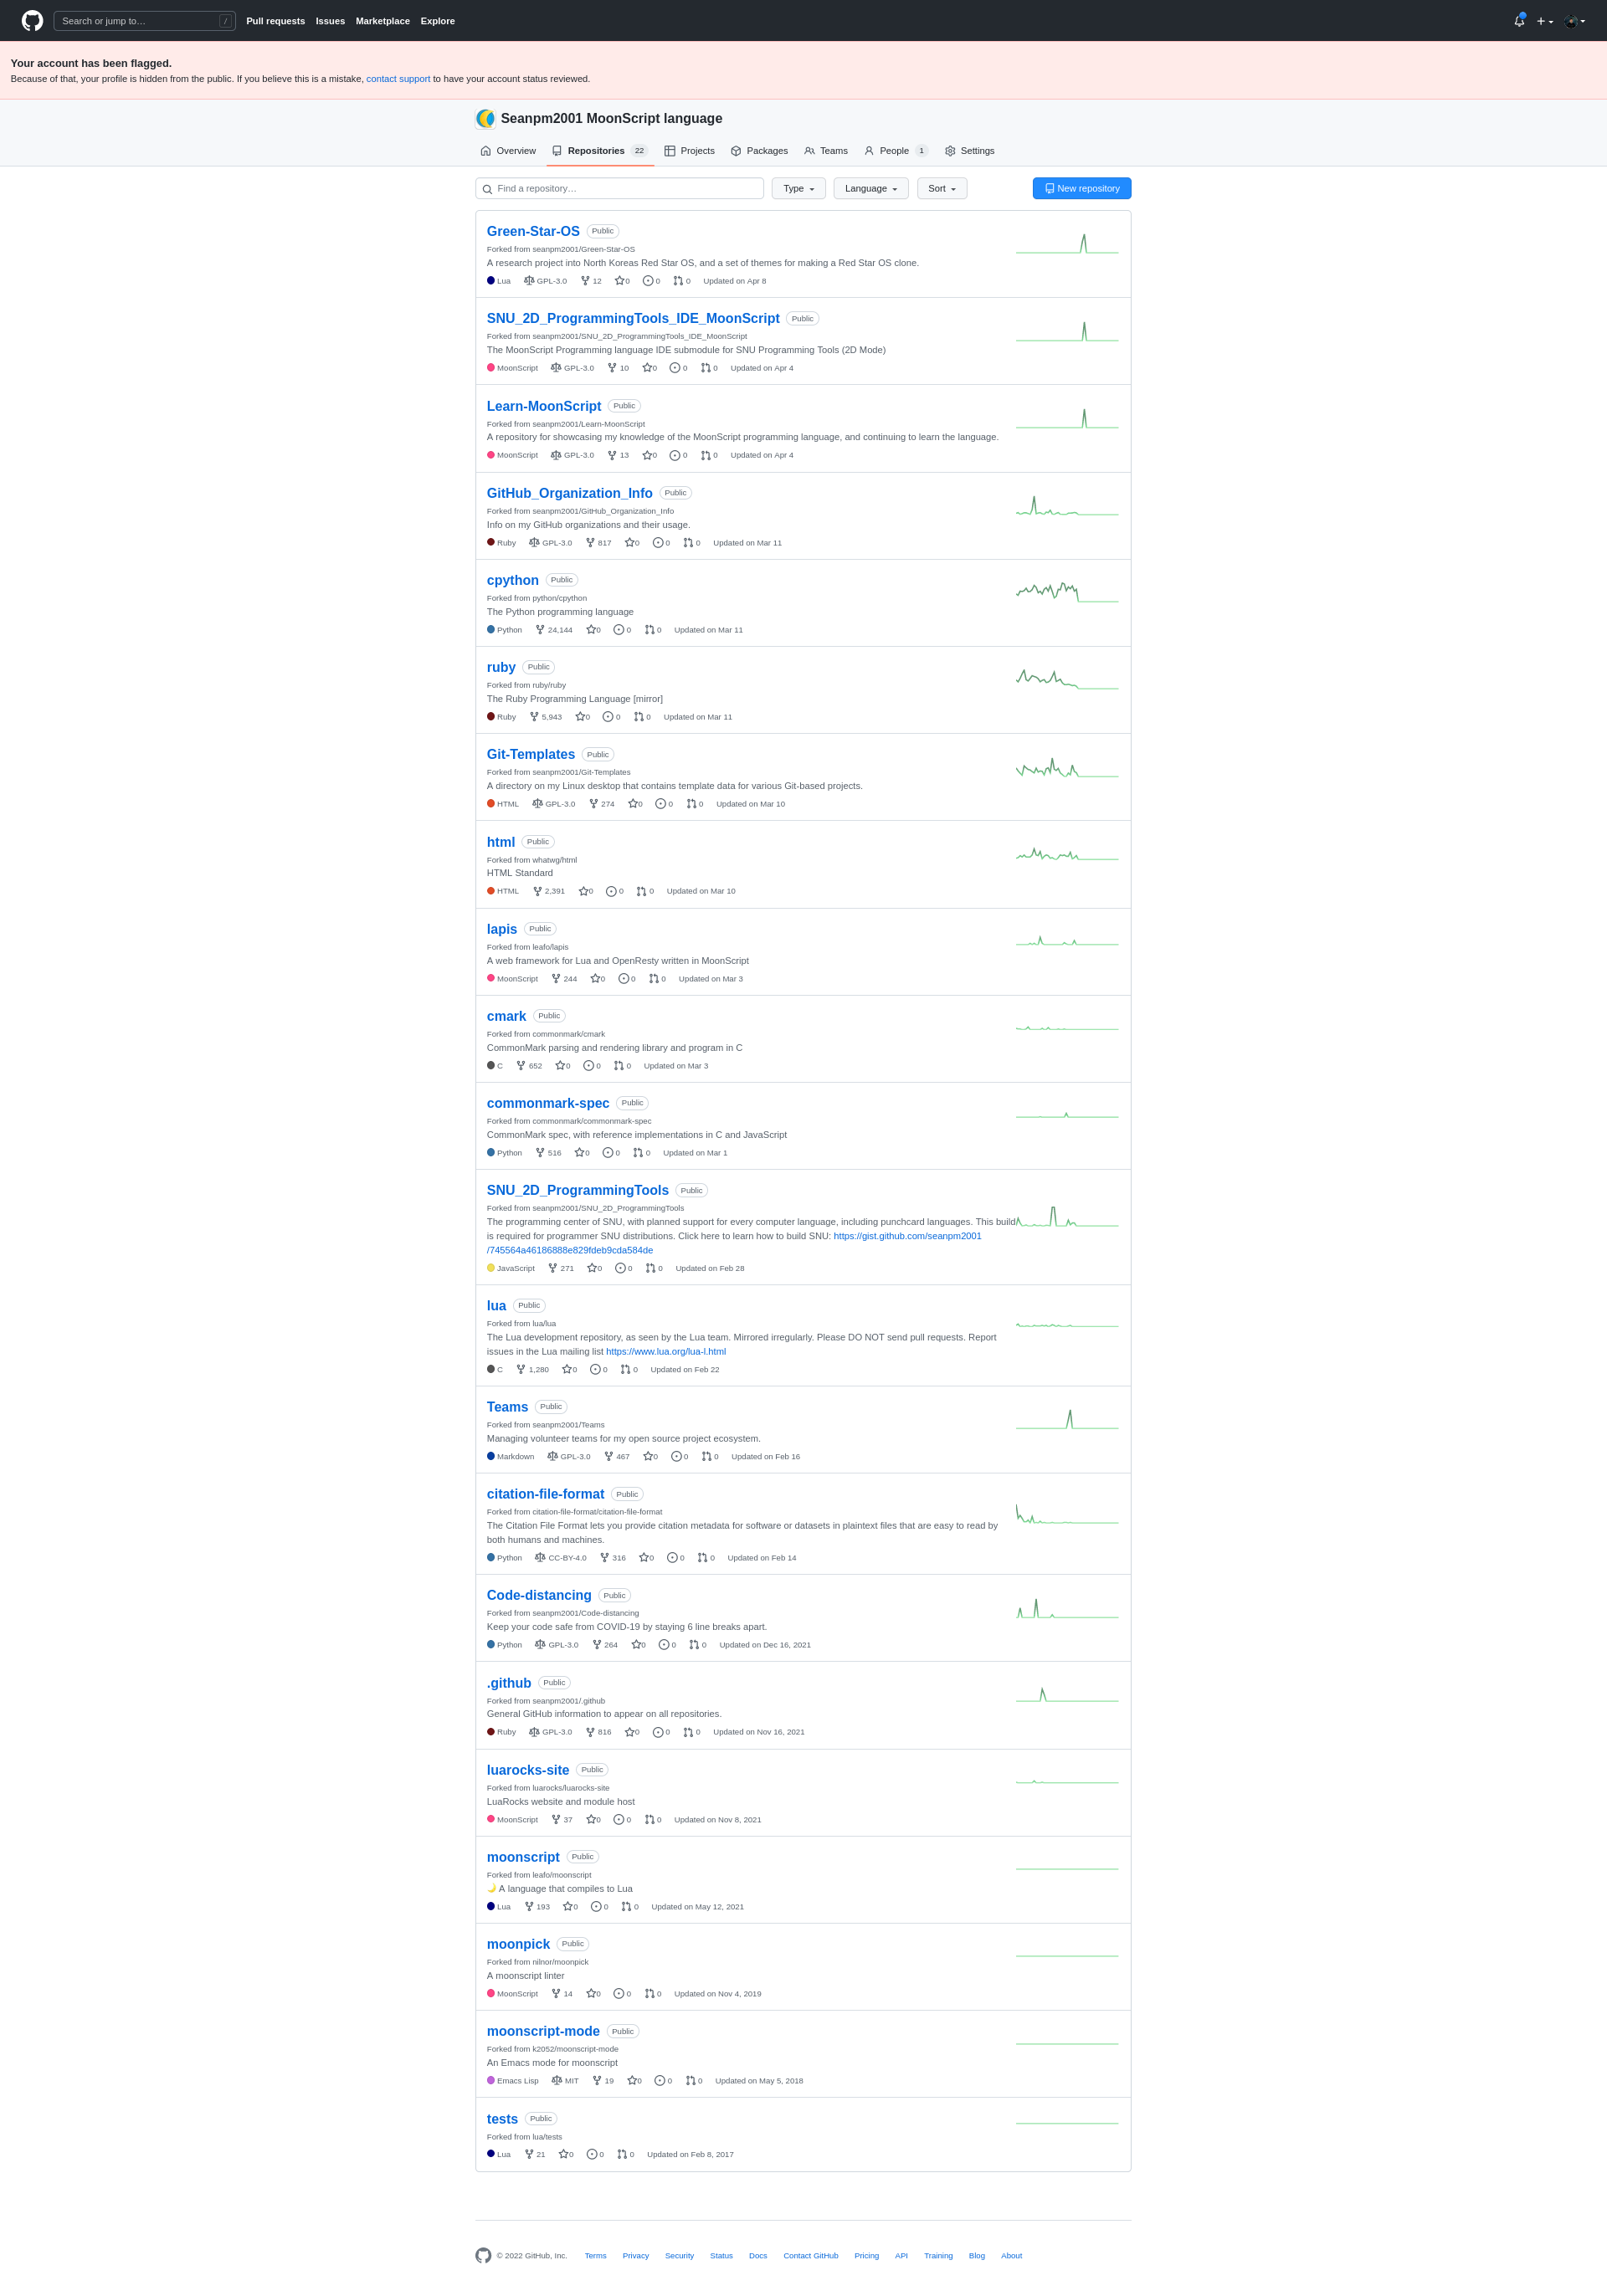 Search or jump to… /
Pull requests Issues Marketplace Explore
Your account has been flagged.
Because of that, your profile is hidden from the public. If you believe this is a mistake, contact support to have your account status reviewed.
Seanpm2001 MoonScript language
Overview Repositories 22 Projects Packages Teams People 1 Settings
Find a repository… Type Language Sort New repository
Green-Star-OS Public
Forked from seanpm2001/Green-Star-OS
A research project into North Koreas Red Star OS, and a set of themes for making a Red Star OS clone.
Lua GPL-3.0 12 0 0 0 Updated on Apr 8
SNU_2D_ProgrammingTools_IDE_MoonScript Public
Forked from seanpm2001/SNU_2D_ProgrammingTools_IDE_MoonScript
The MoonScript Programming language IDE submodule for SNU Programming Tools (2D Mode)
MoonScript GPL-3.0 10 0 0 0 Updated on Apr 4
Learn-MoonScript Public
Forked from seanpm2001/Learn-MoonScript
A repository for showcasing my knowledge of the MoonScript programming language, and continuing to learn the language.
MoonScript GPL-3.0 13 0 0 0 Updated on Apr 4
GitHub_Organization_Info Public
Forked from seanpm2001/GitHub_Organization_Info
Info on my GitHub organizations and their usage.
Ruby GPL-3.0 817 0 0 0 Updated on Mar 11
cpython Public
Forked from python/cpython
The Python programming language
Python 24,144 0 0 0 Updated on Mar 11
ruby Public
Forked from ruby/ruby
The Ruby Programming Language [mirror]
Ruby 5,943 0 0 0 Updated on Mar 11
Git-Templates Public
Forked from seanpm2001/Git-Templates
A directory on my Linux desktop that contains template data for various Git-based projects.
HTML GPL-3.0 274 0 0 0 Updated on Mar 10
html Public
Forked from whatwg/html
HTML Standard
HTML 2,391 0 0 0 Updated on Mar 10
lapis Public
Forked from leafo/lapis
A web framework for Lua and OpenResty written in MoonScript
MoonScript 244 0 0 0 Updated on Mar 3
cmark Public
Forked from commonmark/cmark
CommonMark parsing and rendering library and program in C
C 652 0 0 0 Updated on Mar 3
commonmark-spec Public
Forked from commonmark/commonmark-spec
CommonMark spec, with reference implementations in C and JavaScript
Python 516 0 0 0 Updated on Mar 1
SNU_2D_ProgrammingTools Public
Forked from seanpm2001/SNU_2D_ProgrammingTools
The programming center of SNU, with planned support for every computer language, including punchcard languages. This build
is required for programmer SNU distributions. Click here to learn how to build SNU: https://gist.github.com/seanpm2001
/745564a46186888e829fdeb9cda584de
JavaScript 271 0 0 0 Updated on Feb 28
lua Public
Forked from lua/lua
The Lua development repository, as seen by the Lua team. Mirrored irregularly. Please DO NOT send pull requests. Report
issues in the Lua mailing list https://www.lua.org/lua-l.html
C 1,280 0 0 0 Updated on Feb 22
Teams Public
Forked from seanpm2001/Teams
Managing volunteer teams for my open source project ecosystem.
Markdown GPL-3.0 467 0 0 0 Updated on Feb 16
citation-file-format Public
Forked from citation-file-format/citation-file-format
The Citation File Format lets you provide citation metadata for software or datasets in plaintext files that are easy to read by
both humans and machines.
Python CC-BY-4.0 316 0 0 0 Updated on Feb 14
Code-distancing Public
Forked from seanpm2001/Code-distancing
Keep your code safe from COVID-19 by staying 6 line breaks apart.
Python GPL-3.0 264 0 0 0 Updated on Dec 16, 2021
.github Public
Forked from seanpm2001/.github
General GitHub information to appear on all repositories.
Ruby GPL-3.0 816 0 0 0 Updated on Nov 16, 2021
luarocks-site Public
Forked from luarocks/luarocks-site
LuaRocks website and module host
MoonScript 37 0 0 0 Updated on Nov 8, 2021
moonscript Public
Forked from leafo/moonscript
🌙 A language that compiles to Lua
Lua 193 0 0 0 Updated on May 12, 2021
moonpick Public
Forked from nilnor/moonpick
A moonscript linter
MoonScript 14 0 0 0 Updated on Nov 4, 2019
moonscript-mode Public
Forked from k2052/moonscript-mode
An Emacs mode for moonscript
Emacs Lisp MIT 19 0 0 0 Updated on May 5, 2018
tests Public
Forked from lua/tests
Lua 21 0 0 0 Updated on Feb 8, 2017
© 2022 GitHub, Inc. Terms Privacy Security Status Docs Contact GitHub Pricing API Training Blog About